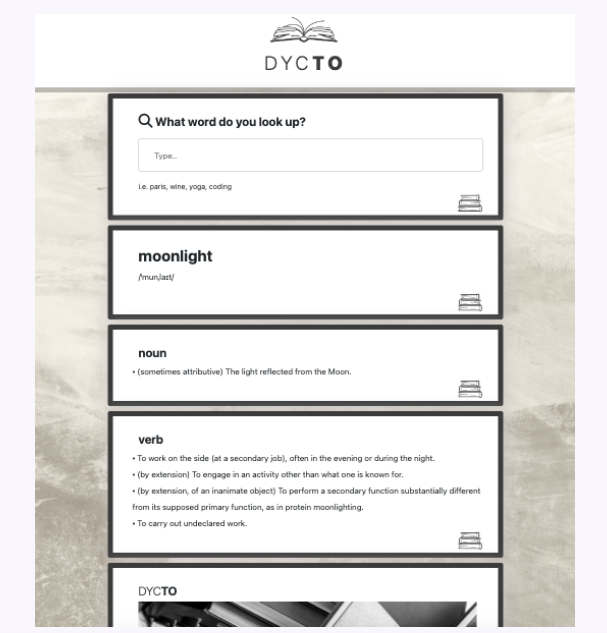 DYCTO
What word do you look up?
Type..
i.e. paris, wine, yoga, coding
moonlight
noun
• (sometimes attributive) The light reflected from the Moon.
verb
• To work on the side (at a secondary job), often in the evening or during the night.
• (by extension) To engage in an activity other than what one is known for.
• (by extension, of an inanimate object) To perform a secondary function substantially different
from its supposed primary function, as in protein moonlighting.
• To carry out undeclared work.
DYCTO